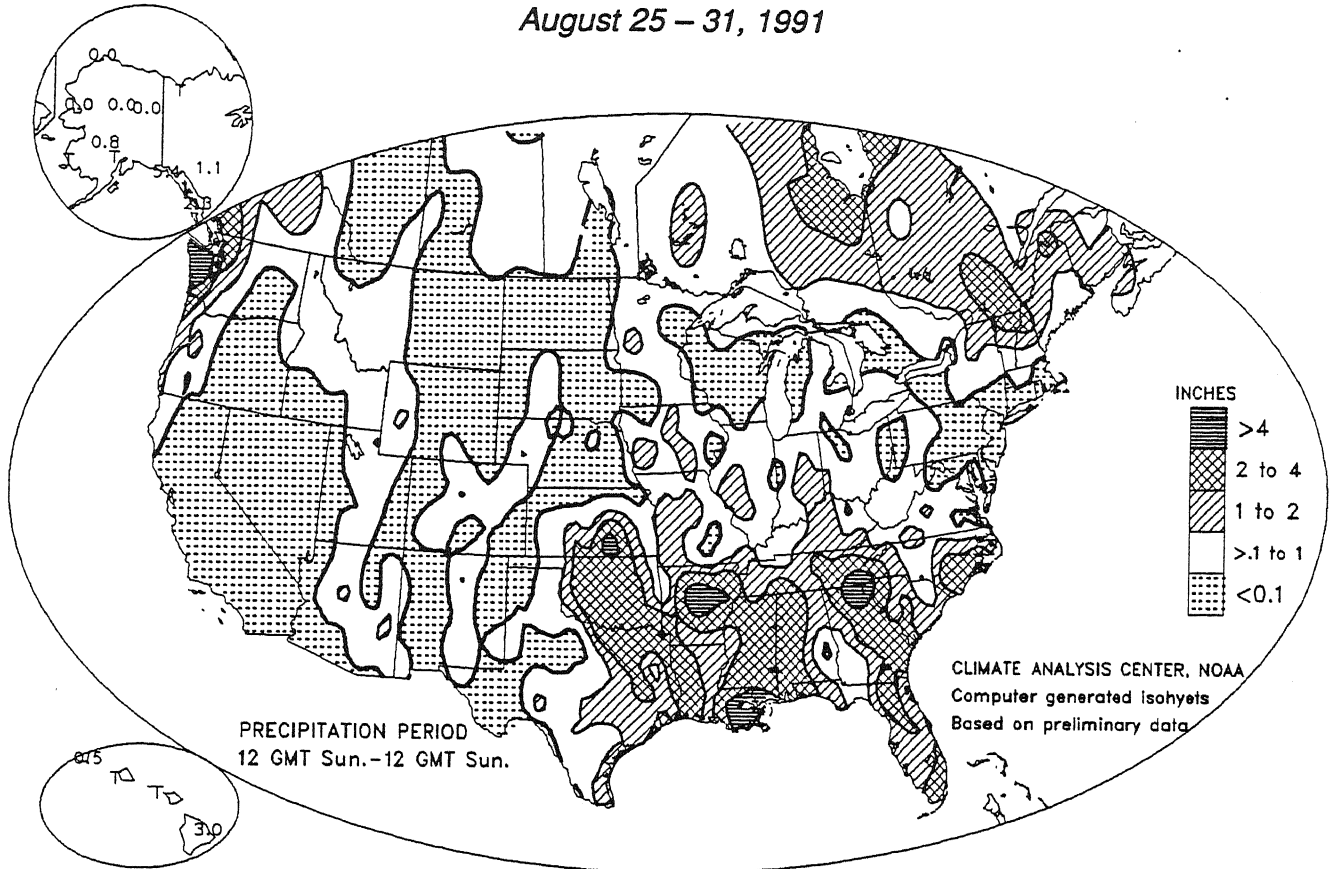 August 25 – 31, 1991
0.0
0.0 0.0 0.0
0.8
T T
1.1
0.5
T
T
3.0
INCHES
>4
2 to 4
1 to 2
>.1 to 1
<0.1
CLIMATE ANALYSIS CENTER, NOAA
Computer generated isohyets
Based on preliminary data
PRECIPITATION PERIOD
12 GMT Sun.–12 GMT Sun.